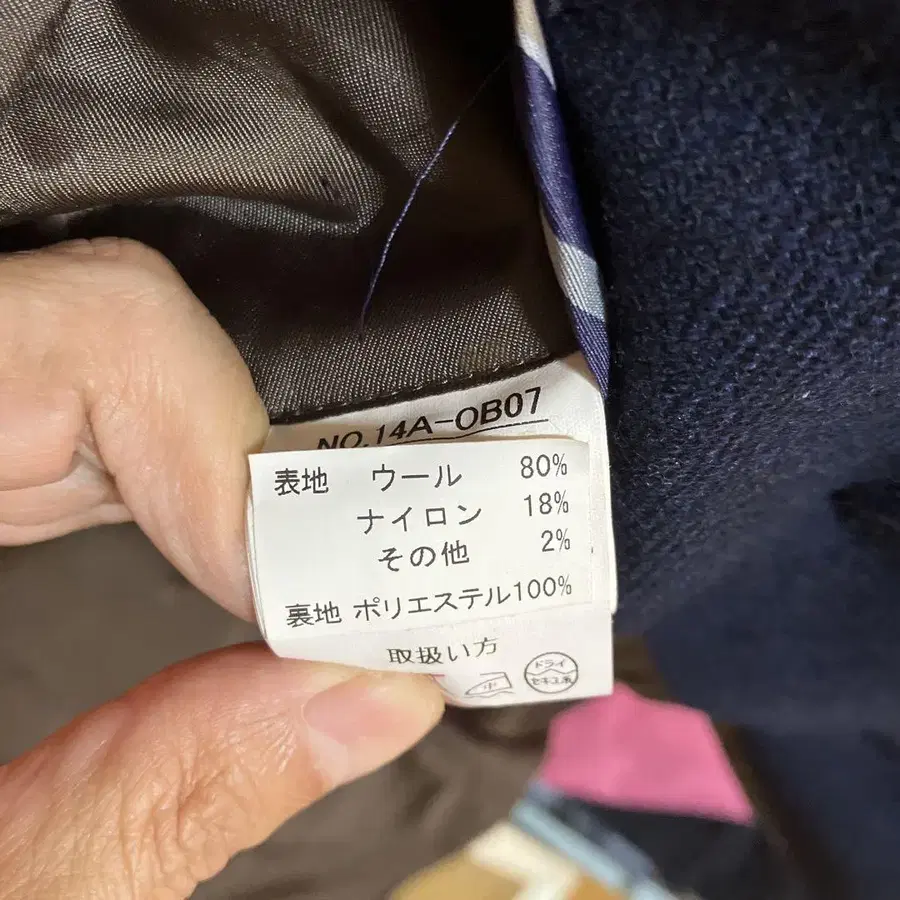 NO.14A-OB07
表地 ウール 80%
ナイロン 18%
その他 2%
裏地 ポリエステル100%
取扱い方
中 ドライ
セキユ系